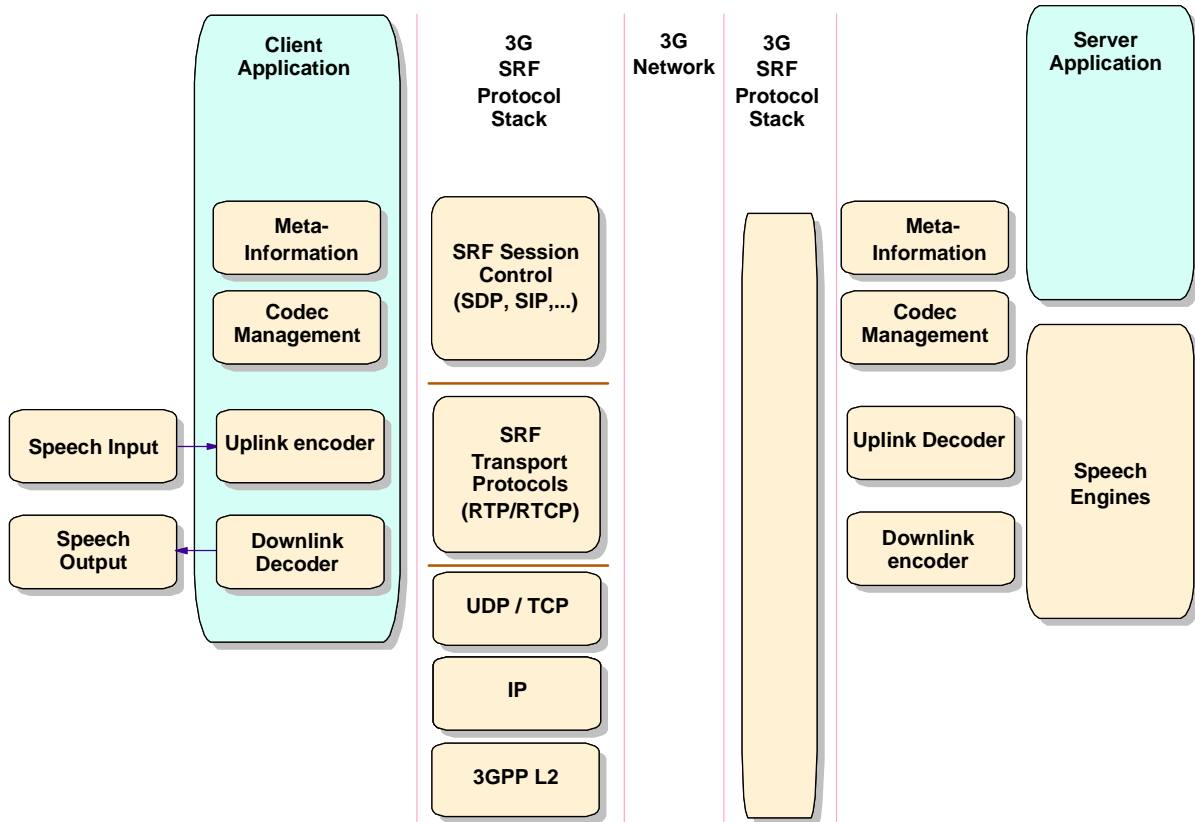 Client
Application
3G
SRF
Protocol
Stack
3G
Network
3G
SRF
Protocol
Stack
Server
Application
Meta-
Information
Codec
Management
Speech Input
Uplink encoder
Speech
Output
Downlink
Decoder
SRF Session
Control
(SDP, SIP,...)
SRF
Transport
Protocols
(RTP/RTCP)
UDP / TCP
IP
3GPP L2
Meta-
Information
Codec
Management
Uplink Decoder
Downlink
encoder
Speech
Engines